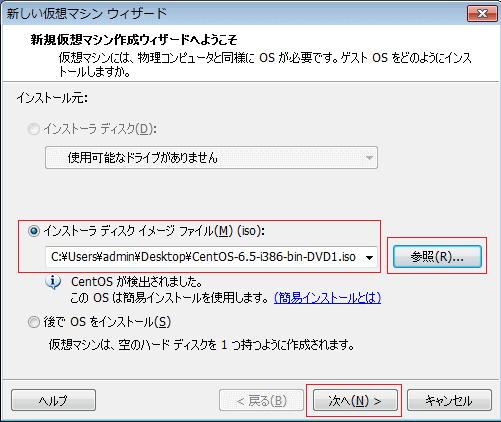 新しい仮想マシン ウィザード
新規仮想マシン作成ウィザードへようこそ
仮想マシンには、物理コンピュータと同様に OS が必要です。ゲスト OS をどのようにインス
トールしますか。
インストール元:
インストーラ ディスク(D):
使用可能なドライブがありません
インストーラ ディスク イメージ ファイル(M) (iso):
C:¥Users¥admin¥Desktop¥CentOS-6.5-i386-bin-DVD1.iso
参照(R)...
CentOS が検出されました。
この OS は簡易インストールを使用します。 (簡易インストールとは)
後で OS をインストール(S)
仮想マシンは、空のハード ディスクを 1 つ持つように作成されます。
ヘルプ
< 戻る(B)
次へ(N) >
キャンセル